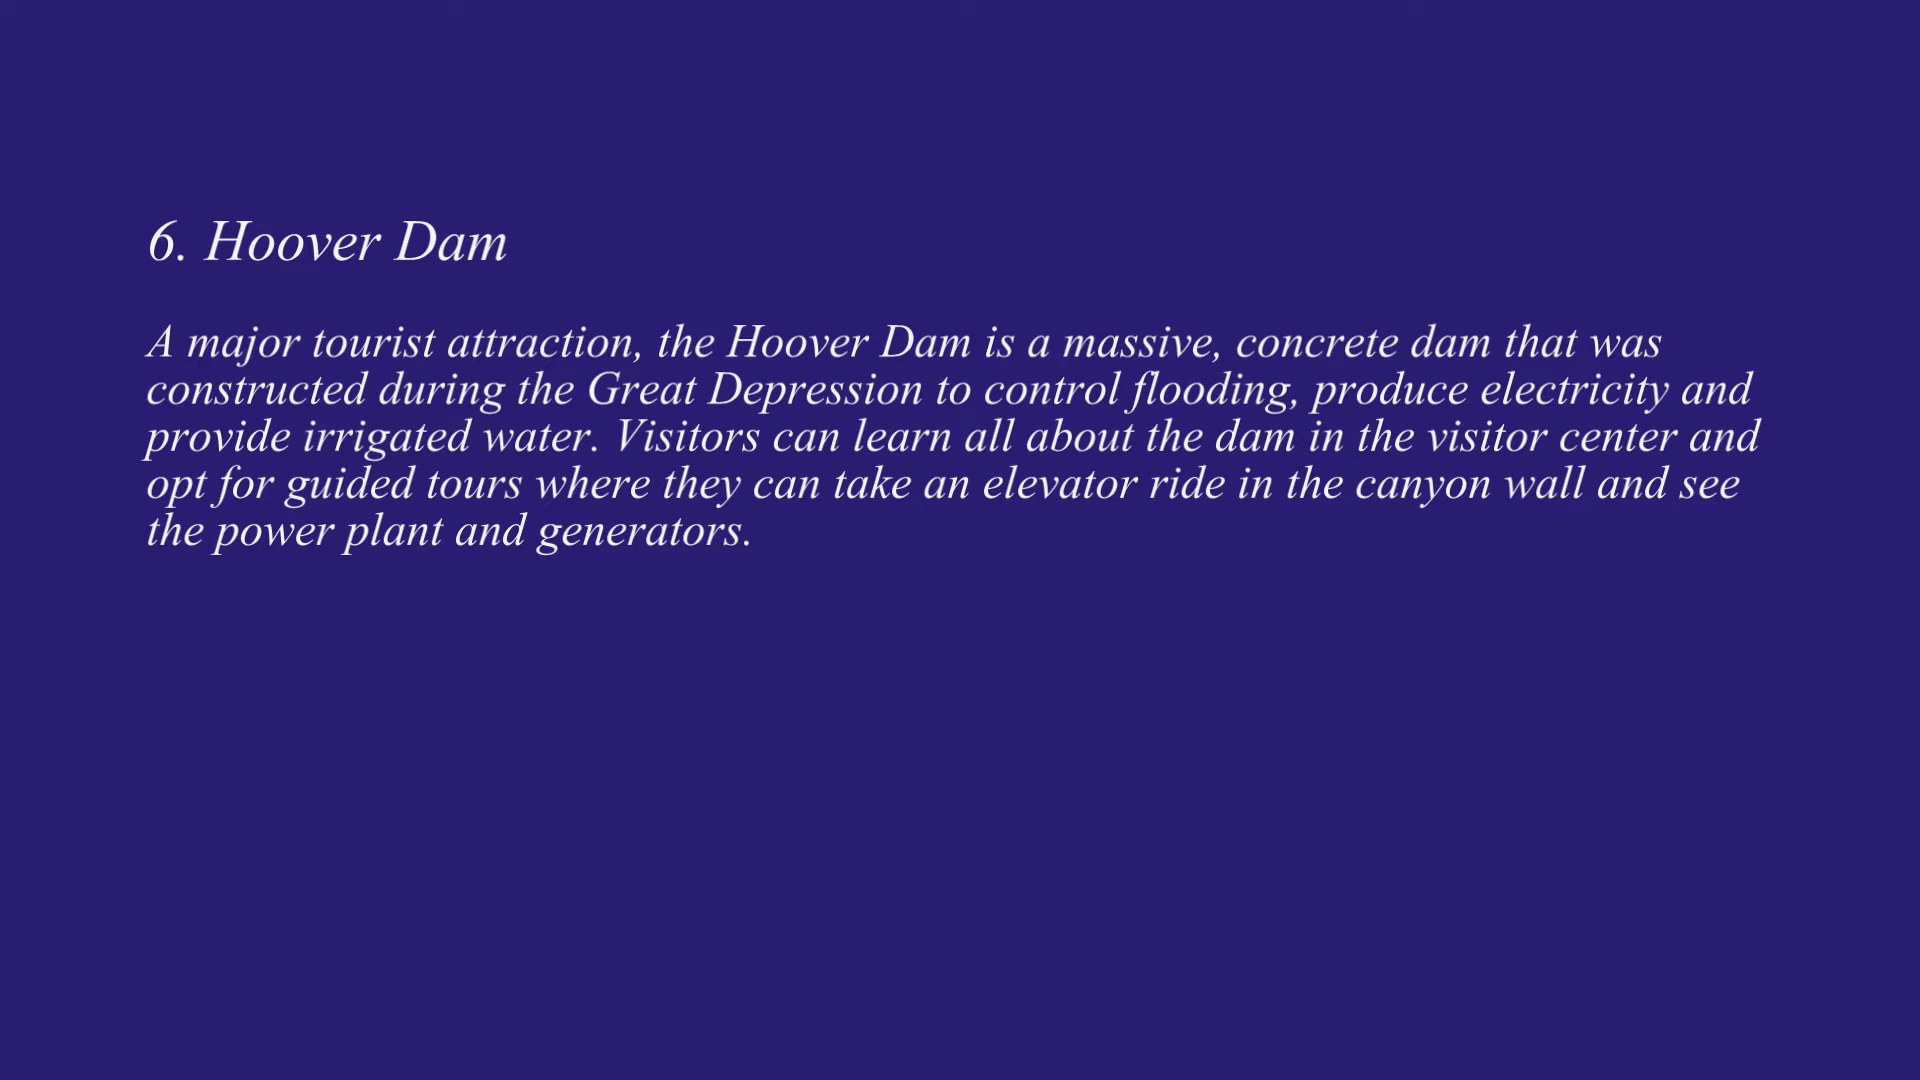 6. Hoover Dam
A major tourist attraction, the Hoover Dam is a massive, concrete dam that was
constructed during the Great Depression to control flooding, produce electricity and
provide irrigated water. Visitors can learn all about the dam in the visitor center and
opt for guided tours where they can take an elevator ride in the canyon wall and see
the power plant and generators.